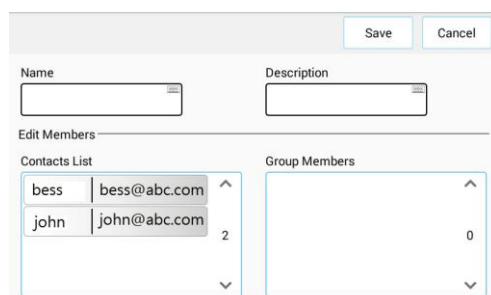 Save Cancel
Name Description
Edit Members
Contacts List Group Members
bess bess@abc.com
john john@abc.com
2 0